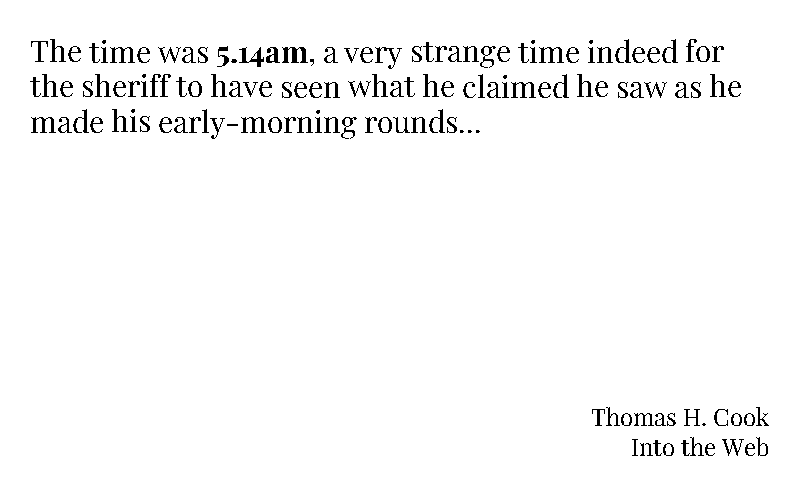 The time was 5.14am, a very strange time indeed for
the sheriff to have seen what he claimed he saw as he
made his early-morning rounds...
Thomas H. Cook
Into the Web